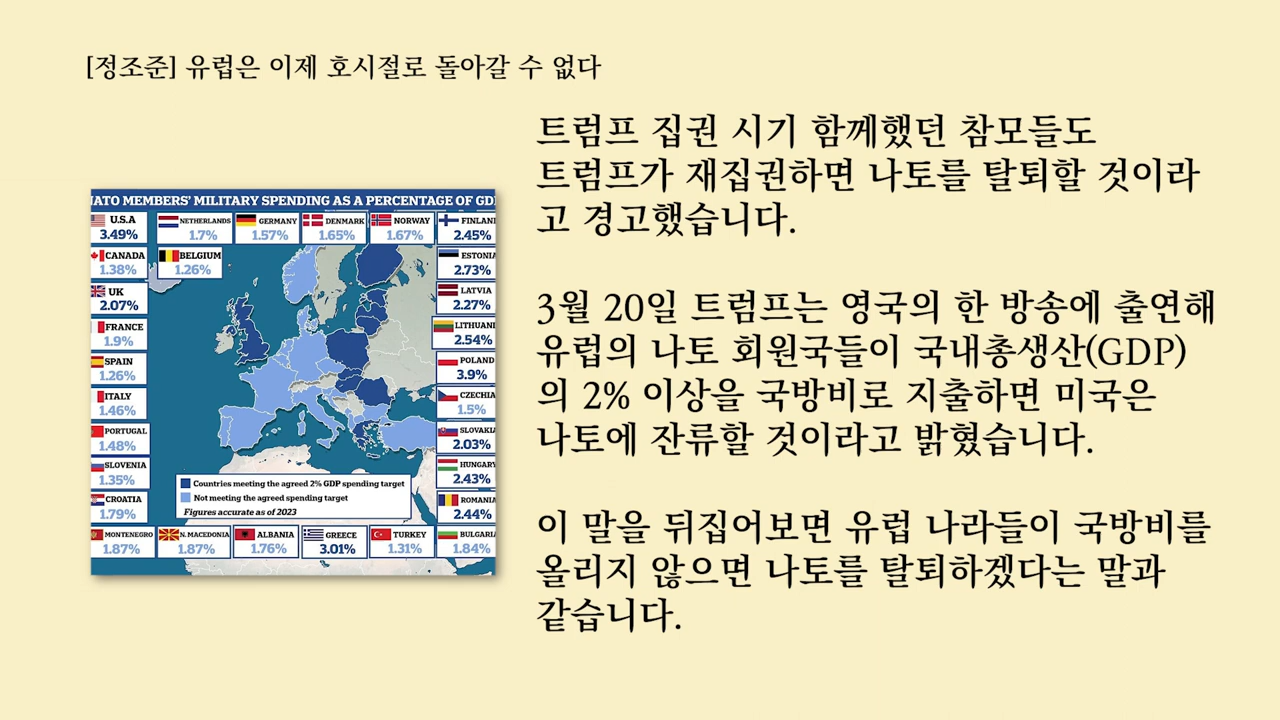 [정조준] 유럽은 이제 호시절로 돌아갈 수 없다
트럼프 집권 시기 함께했던 참모들도
트럼프가 재집권하면 나토를 탈퇴할 것이라
고 경고했습니다.
3월 20일 트럼프는 영국의 한 방송에 출연해
유럽의 나토 회원국들이 국내총생산(GDP)
의 2% 이상을 국방비로 지출하면 미국은
나토에 잔류할 것이라고 밝혔습니다.
이 말을 뒤집어보면 유럽 나라들이 국방비를
올리지 않으면 나토를 탈퇴하겠다는 말과
같습니다.
ATO MEMBERS' MILITARY SPENDING AS A PERCENTAGE OF GD
U.S.A
3.49%
NETHERLANDS
1.7%
GERMANY
1.57%
DENMARK
1.65%
NORWAY
1.67%
FINLAN
2.45%
CANADA
1.38%
BELGIUM
1.26%
ESTONIA
2.73%
UK
2.07%
LATVIA
2.27%
FRANCE
1.9%
LITHUANI
2.54%
SPAIN
1.26%
POLAND
3.9%
ITALY
1.46%
CZECHIA
1.5%
PORTUGAL
1.48%
SLOVAKIA
2.03%
SLOVENIA
1.35%
HUNGARY
2.43%
CROATIA
1.79%
ROMANIA
2.44%
Countries meeting the agreed 2% GDP spending target
Not meeting the agreed spending target
Figures accurate as of 2023
MONTENEGRO
1.87%
N. MACEDONIA
1.87%
ALBANIA
1.76%
GREECE
3.01%
TURKEY
1.31%
BULGARI
1.84%